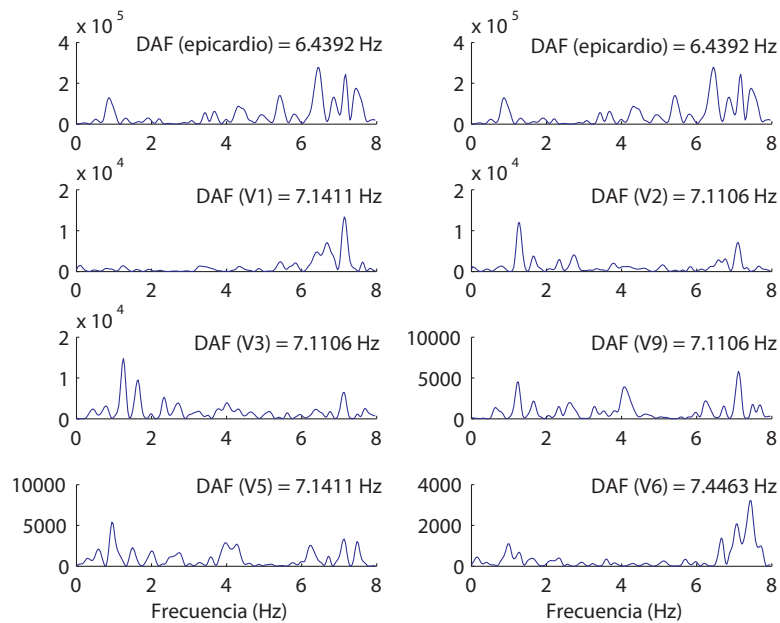 x 10^5
DAF (epicardio) = 6.4392 Hz
4
2
0
0 2 4 6 8
x 10^5
DAF (epicardio) = 6.4392 Hz
4
2
0
0 2 4 6 8
x 10^4
DAF (V1) = 7.1411 Hz
2
1
0
0 2 4 6 8
x 10^4
DAF (V2) = 7.1106 Hz
2
1
0
0 2 4 6 8
x 10^4
DAF (V3) = 7.1106 Hz
2
1
0
0 2 4 6 8
DAF (V9) = 7.1106 Hz
10000
5000
0
0 2 4 6 8
DAF (V5) = 7.1411 Hz
10000
5000
0
0 2 4 6 8
Frecuencia (Hz)
DAF (V6) = 7.4463 Hz
4000
2000
0
0 2 4 6 8
Frecuencia (Hz)